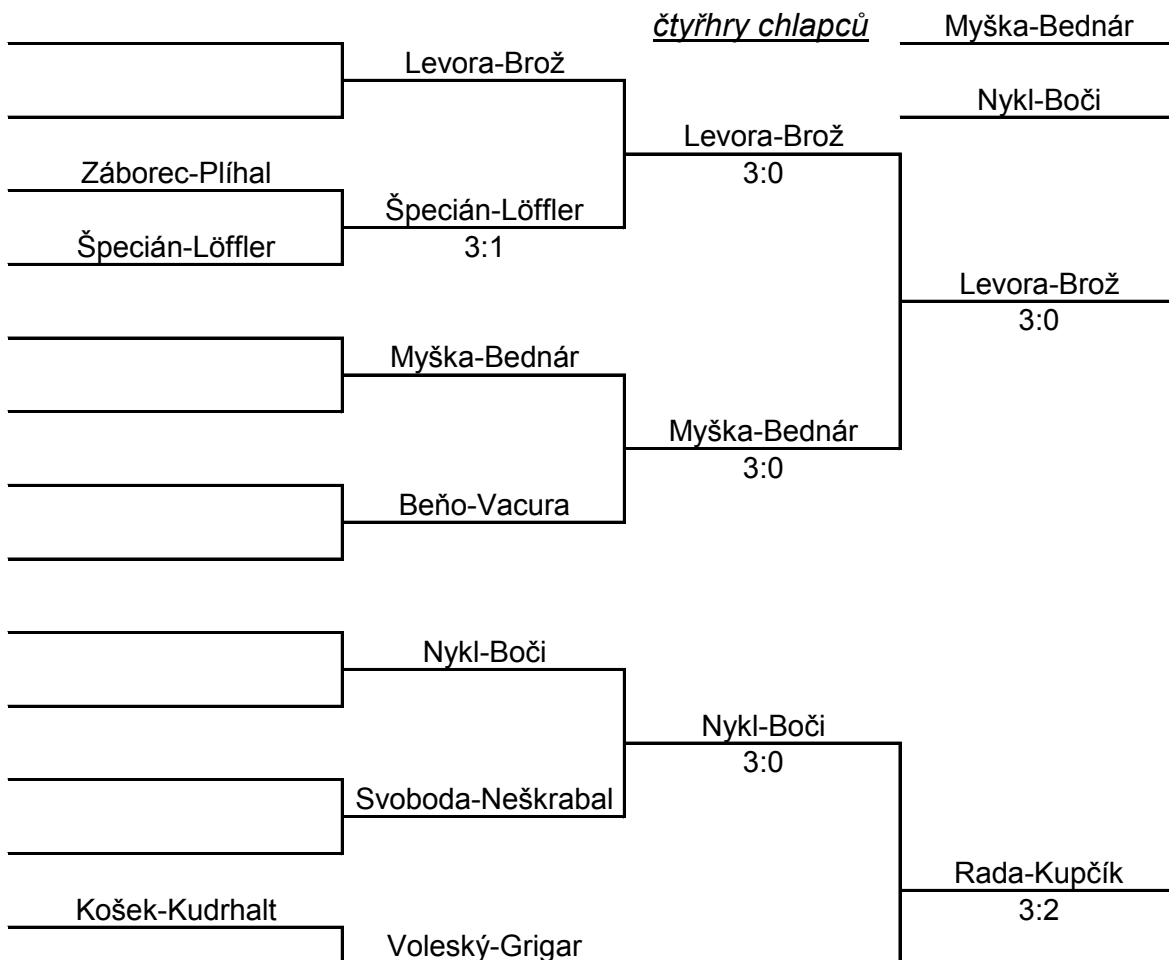 čtyřhry chlapců
Myška-Bednár
Levora-Brož
Nykl-Boči
Levora-Brož
3:0
Záborec-Plíhal
Špecián-Löffler
3:1
Špecián-Löffler
Levora-Brož
3:0
Myška-Bednár
Myška-Bednár
3:0
Beňo-Vacura
Nykl-Boči
Nykl-Boči
3:0
Svoboda-Neškrabal
Rada-Kupčík
3:2
Košek-Kudrhalt
Voleský-Grigar